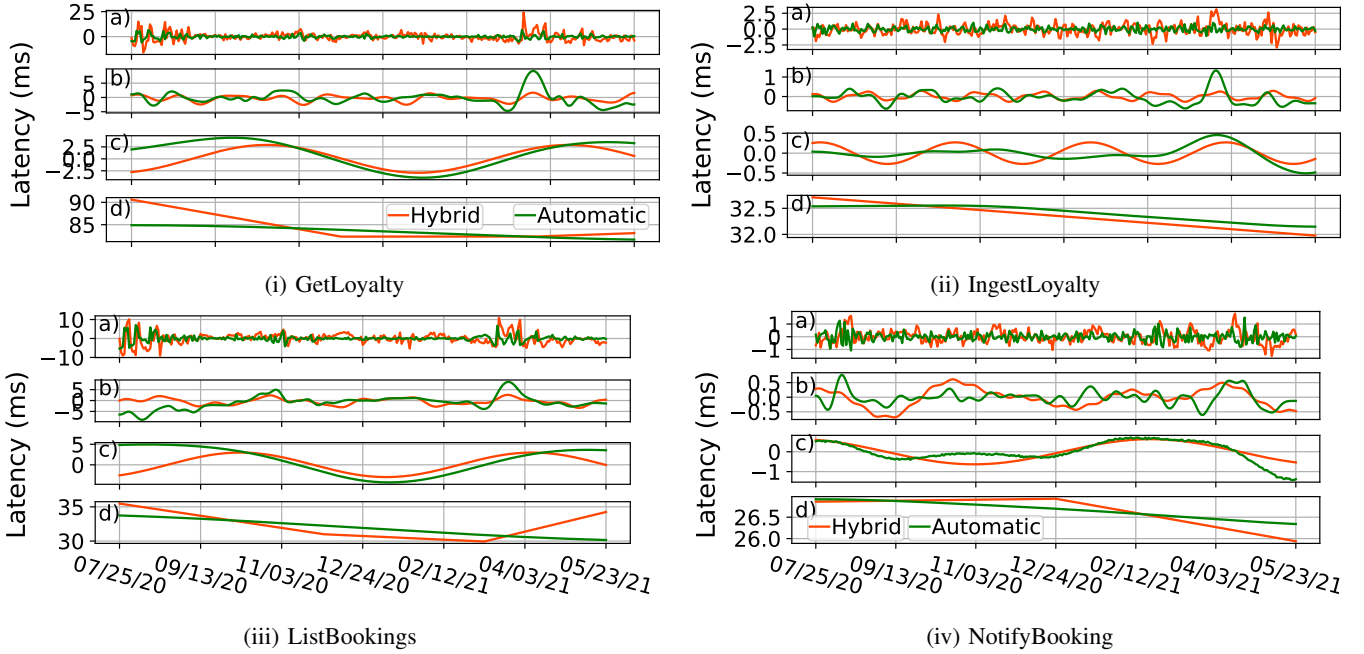 Latency (ms)
a)
25
0
b)
5
0
−5
c)
2.5
0.0
−2.5
d)
90
85
Hybrid
Automatic
(i) GetLoyalty
Latency (ms)
a)
2.5
0.0
−2.5
b)
1
0
c)
0.5
0.0
−0.5
d)
32.5
32.0
(ii) IngestLoyalty
Latency (ms)
a)
10
0
−10
b)
5
0
−5
c)
5
0
d)
35
30
07/25/20 09/13/20 11/03/20 12/24/20 02/12/21 04/03/21 05/23/21
(iii) ListBookings
Latency (ms)
a)
1
0
−1
b)
0.5
0.0
−0.5
c)
0
−1
d)
26.5
26.0
Hybrid
Automatic
07/25/20 09/13/20 11/03/20 12/24/20 02/12/21 04/03/21 05/23/21
(iv) NotifyBooking